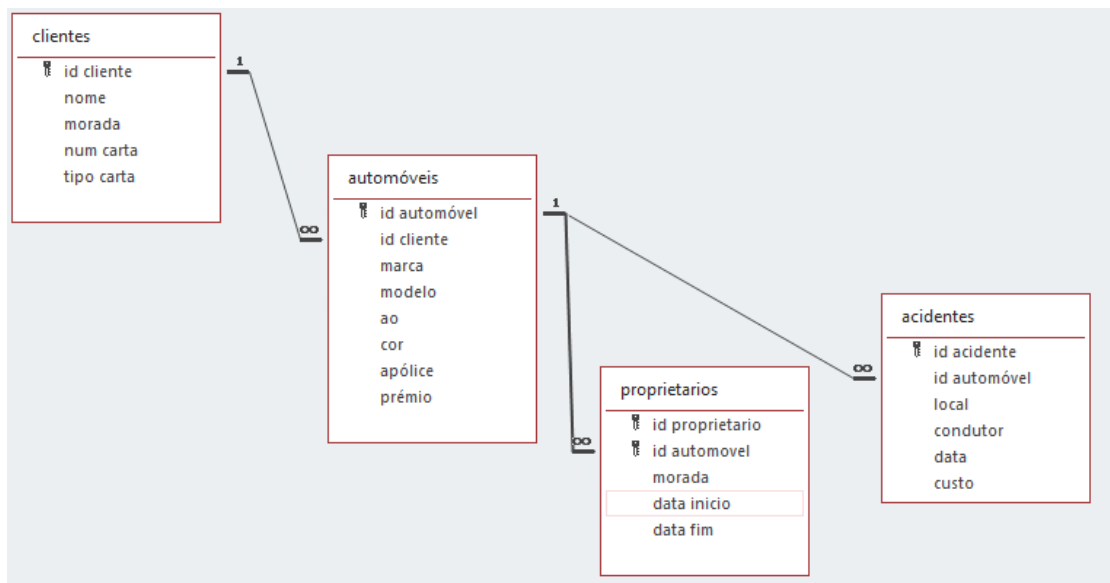 clientes
id cliente
nome
morada
num carta
tipo carta
1
∞
automóveis
id automóvel
id cliente
marca
modelo
ao
cor
apólice
prémio
1
∞
proprietarios
id proprietario
id automovel
morada
data inicio
data fim
∞
acidentes
id acidente
id automóvel
local
condutor
data
custo